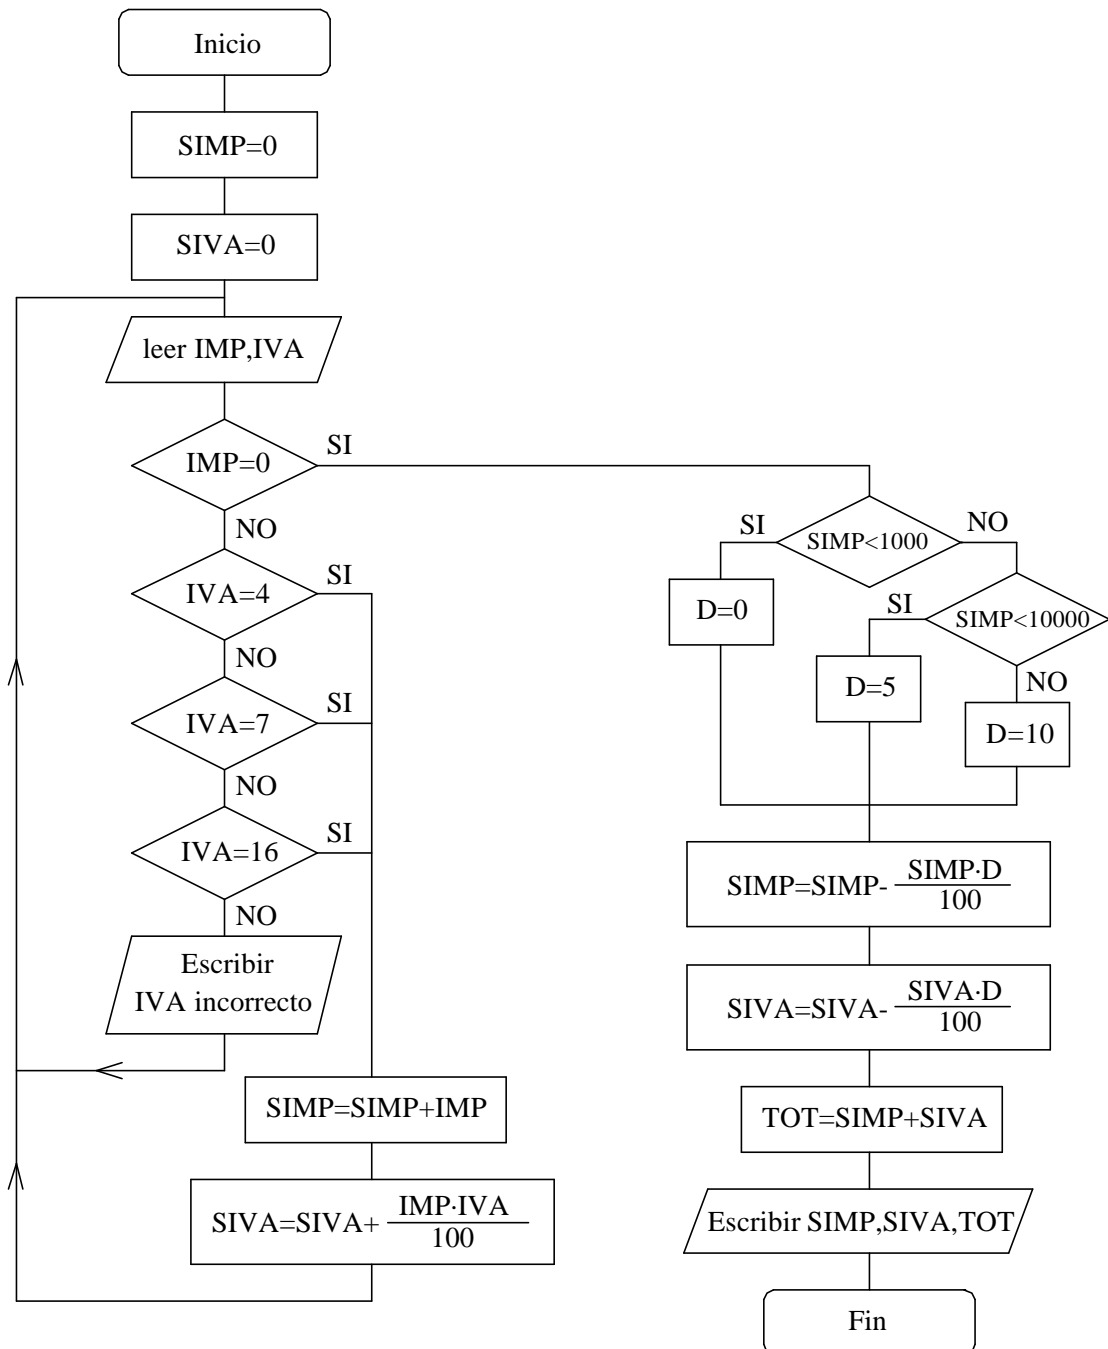 Inicio
SIMP=0
SIVA=0
leer IMP,IVA
IMP=0
SI
NO
IVA=4
SI
NO
IVA=7
SI
NO
IVA=16
SI
NO
Escribir
IVA incorrecto
SIMP=SIMP+IMP
SIVA=SIVA+ IMP·IVA
100
SIMP<1000
SI
NO
D=0
SIMP<10000
SI
NO
D=5
D=10
SIMP=SIMP- SIMP·D
100
SIVA=SIVA- SIVA·D
100
TOT=SIMP+SIVA
Escribir SIMP,SIVA,TOT
Fin